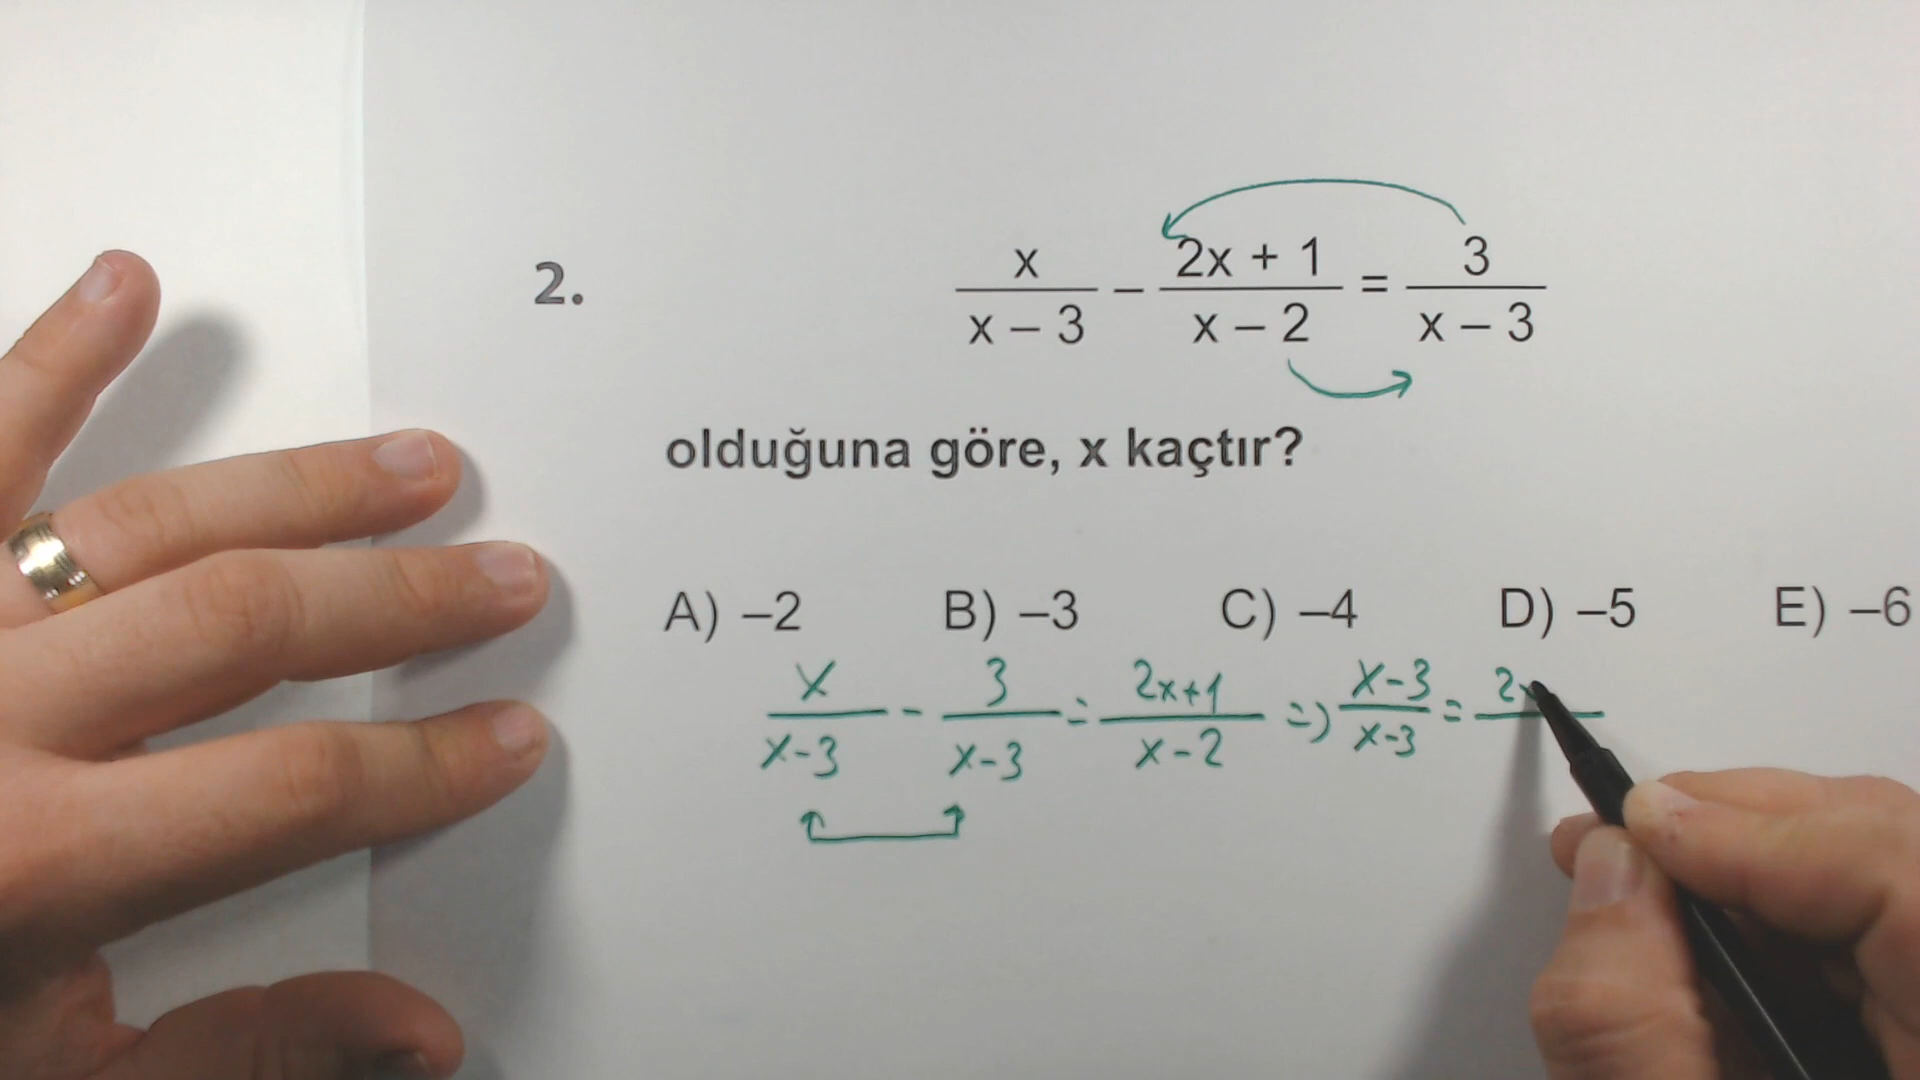 2. x / x – 3 – 2x + 1 / x – 2 = 3 / x – 3
olduğuna göre, x kaçtır?
A) –2 B) –3 C) –4 D) –5 E) –6
x / x-3 - 3 / x-3 = 2x+1 / x-2 => x-3 / x-3 = 2x